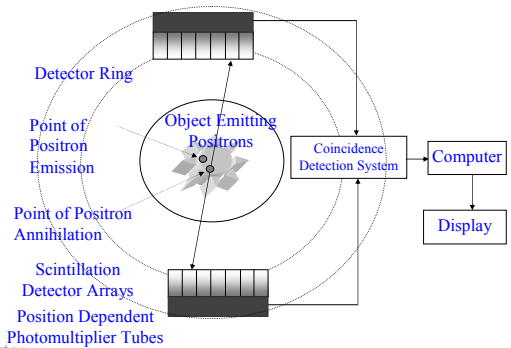 Detector Ring
Point of
Positron
Emission
Object Emitting
Positrons
Coincidence
Detection System
Computer
Display
Point of Positron
Annihilation
Scintillation
Detector Arrays
Position Dependent
Photomultiplier Tubes